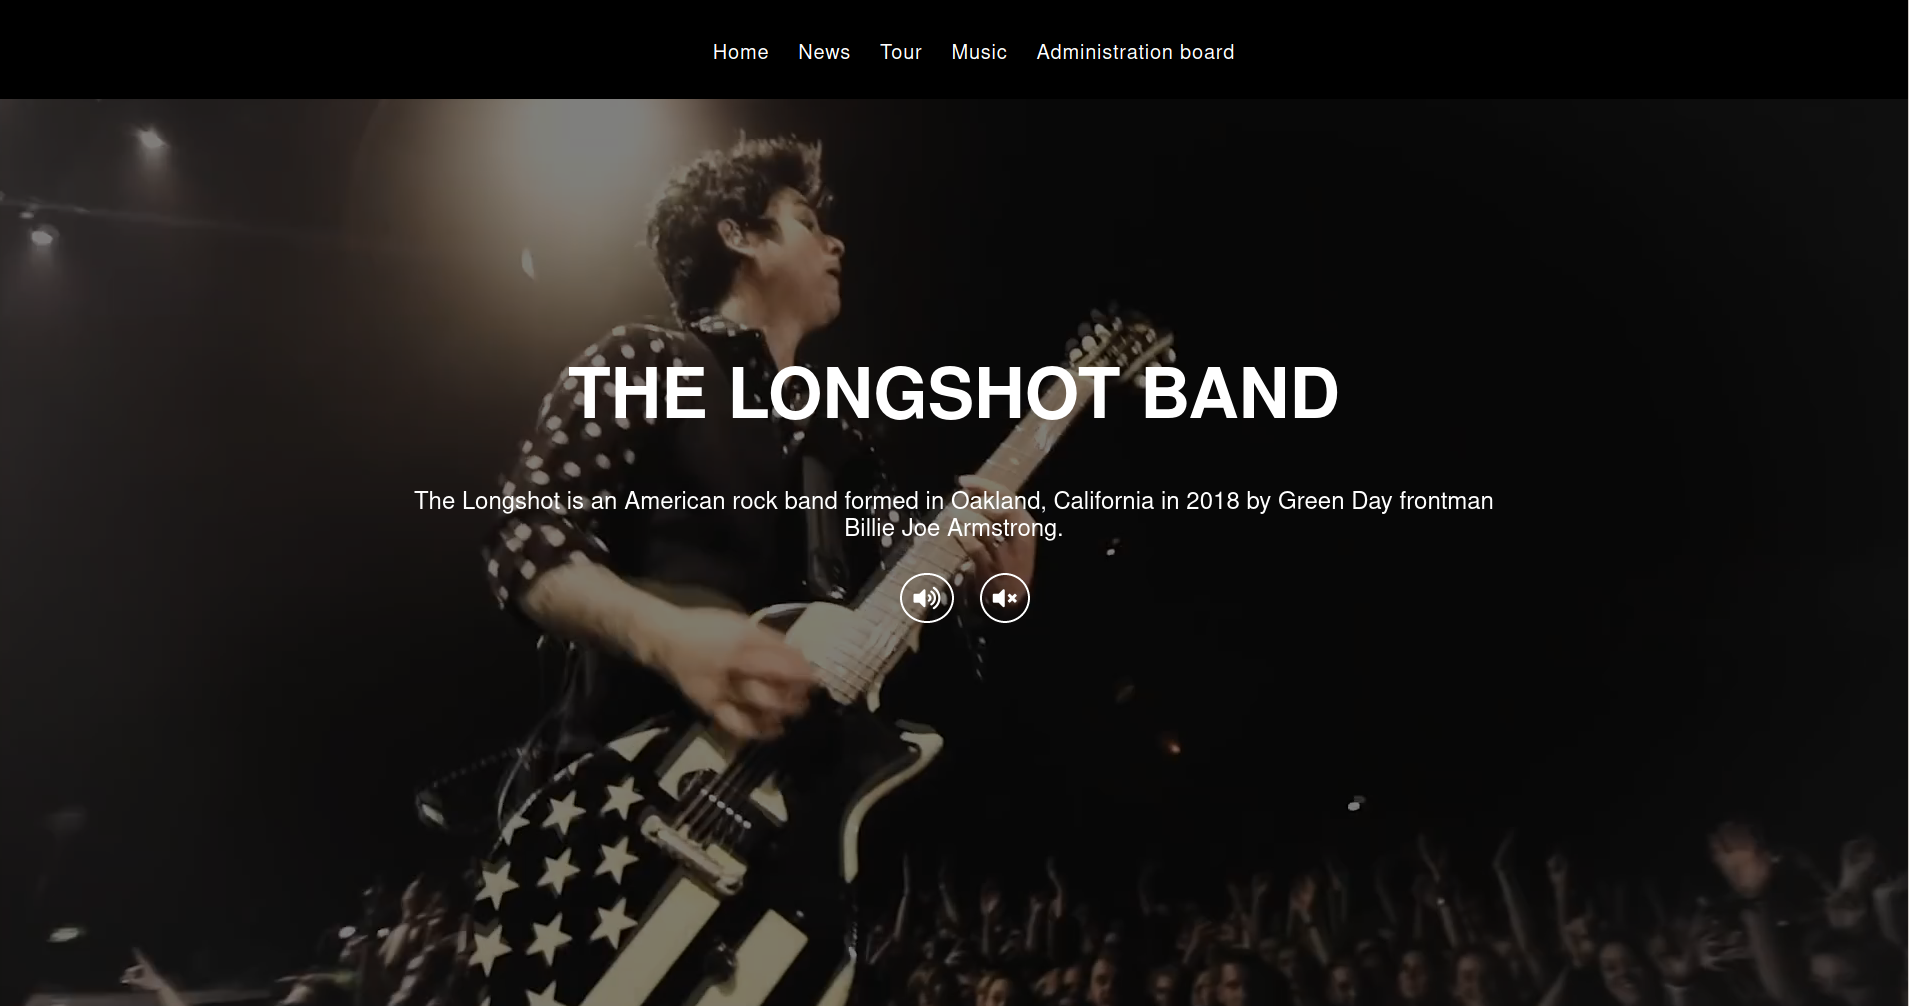 Home News Tour Music Administration board
THE LONGSHOT BAND
The Longshot is an American rock band formed in Oakland, California in 2018 by Green Day frontman
Billie Joe Armstrong.